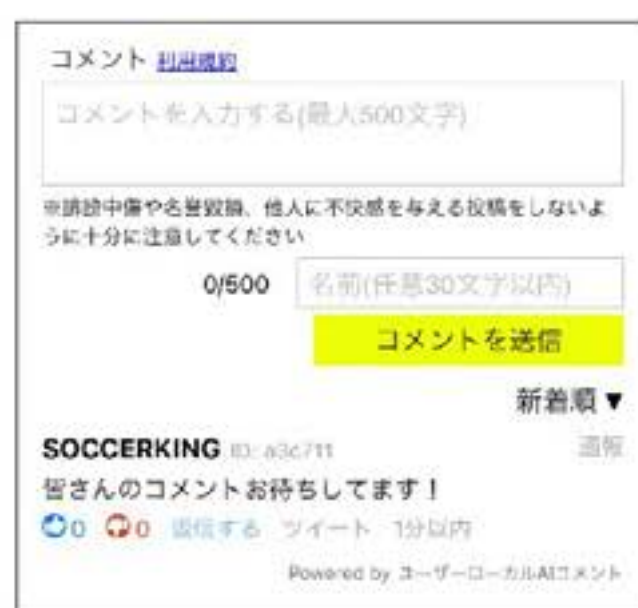 コメント 利用規約
コメントを入力する(最大500文字)
※誹謗中傷や名誉毀損、他人に不快感を与える投稿をしないよ
うに十分に注意してください
0/500 名前(任意30文字以内)
コメントを送信
新着順▼
SOCCERKING ID: a3c711 通報
皆さんのコメントお待ちしてます！
0 0 返信する ツイート 1分以内
Powered by ユーザーローカルAIコメント